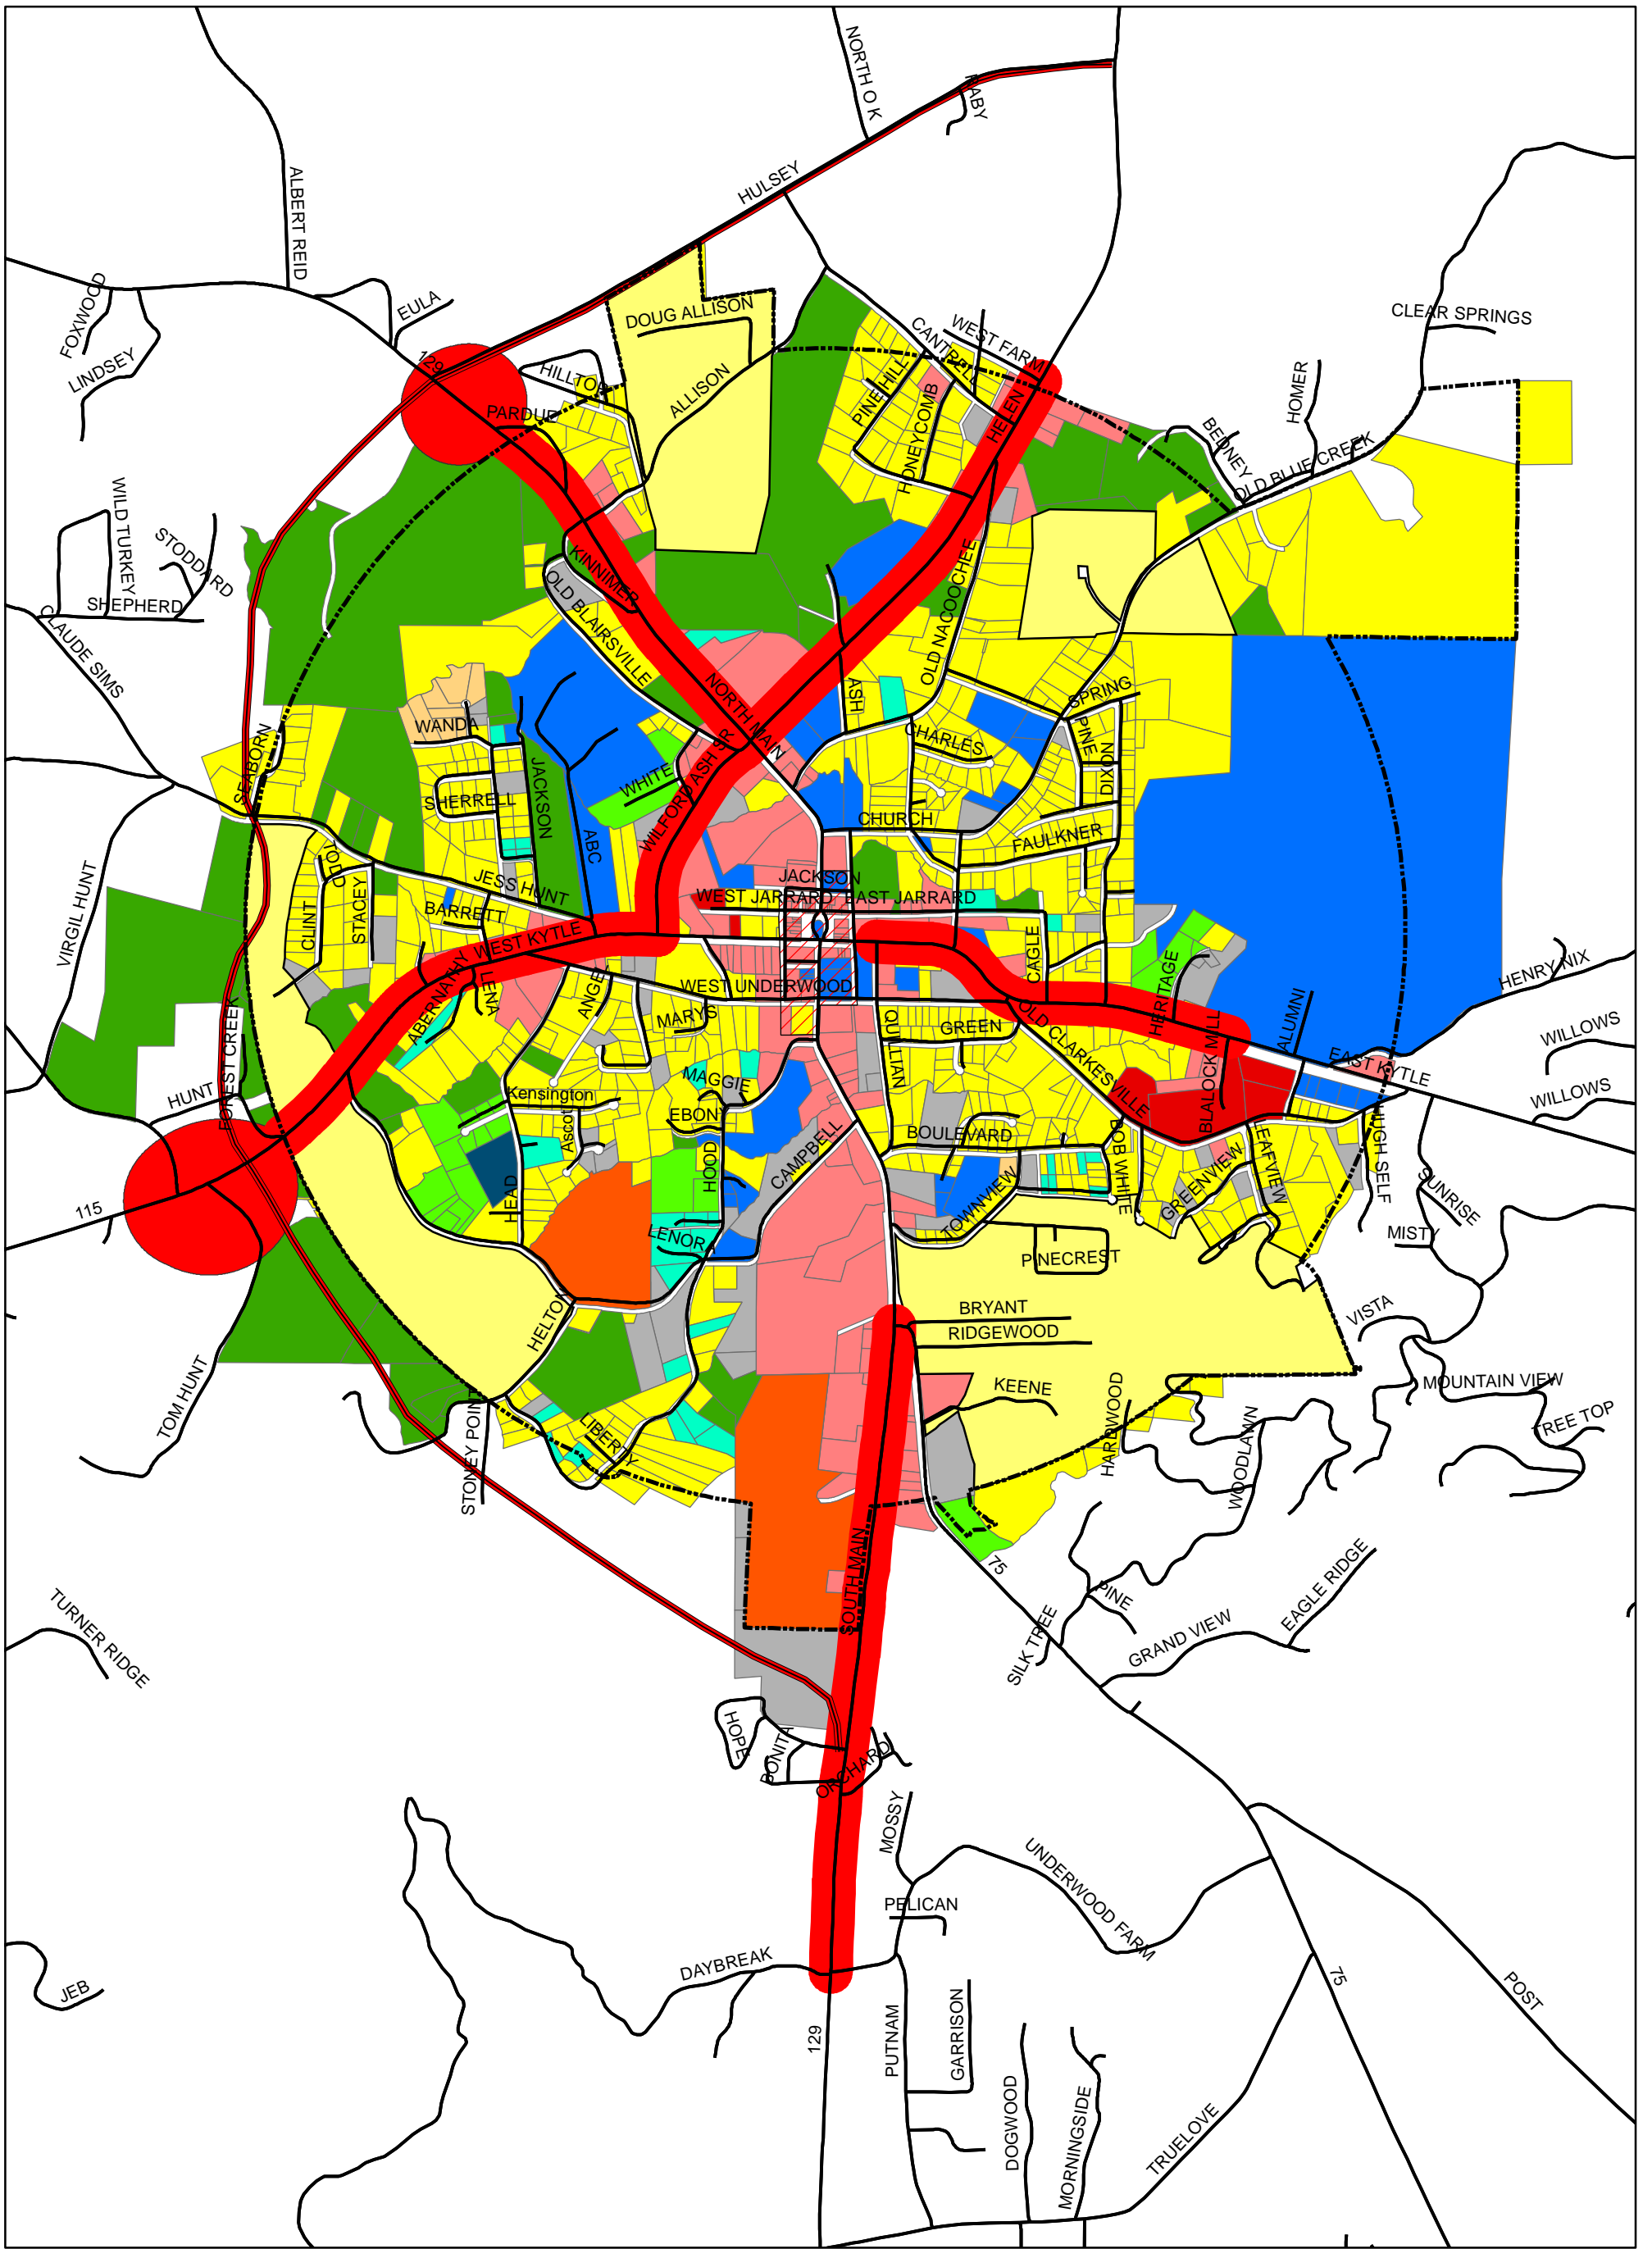 NORTH O K
RABY
HULSEY
ALBERT REID
FOXWOOD
EULA
LINDSEY
129
DOUG ALLISON
CANTRELL
WEST FARM
CLEAR SPRINGS
HILLTOP
ALLISON
PINE HILL
HONEYCOMB
HELEN
HOMER
PARDUE
BEDNEY
OLD BLUE CREEK
WILD TURKEY
STODDARD
SHEPHERD
CLAUDE SIMS
KINNIMER
OLD BLAIRSVILLE
OLD NACOOCHEE
NORTH MAIN
ASH
SPRING
WANDA
SEABORN
CHARLES
PINE
DIXON
JACKSON
WHITE
WILFORD ASH SR
SHERRELL
ABC
CHURCH
FAULKNER
TODD
JESS HUNT
JACKSON
WEST JARRARD
EAST JARRARD
VIRGIL HUNT
CLINT
STACEY
BARRETT
WEST KYTLE
CAGLE
ABERNATHY
LENA
ANGEL
WEST UNDERWOOD
HERITAGE
HENRY NIX
MARYS
QUILLIAN
GREEN
OLD CLARKESVILLE
BLALOCK MILL
ALUMNI
WILLOWS
EAST KYTLE
FOREST CREEK
HUNT
Kensington
MAGGIE
WILLOWS
Ascot
EBONY
CAMPBELL
BOULEVARD
BOB WHITE
GREENVIEW
LEAFVIEW
HUGH SELF
HOOD
HEAD
TOWNVIEW
SUNRISE
115
LENORA
PINECREST
MISTY
HELTON
BRYANT
RIDGEWOOD
VISTA
TOM HUNT
STONEY POINT
KEENE
HARDWOOD
MOUNTAIN VIEW
TREE TOP
LIBERTY
WOODLAWN
SOUTH MAIN
75
TURNER RIDGE
PINE
SILK TREE
GRAND VIEW
EAGLE RIDGE
HOPE
BONITA
ORCHARD
MOSSY
UNDERWOOD FARM
PELICAN
DAYBREAK
JEB
75
POST
129
PUTNAM
GARRISON
DOGWOOD
MORNINGSIDE
TRUELOVE